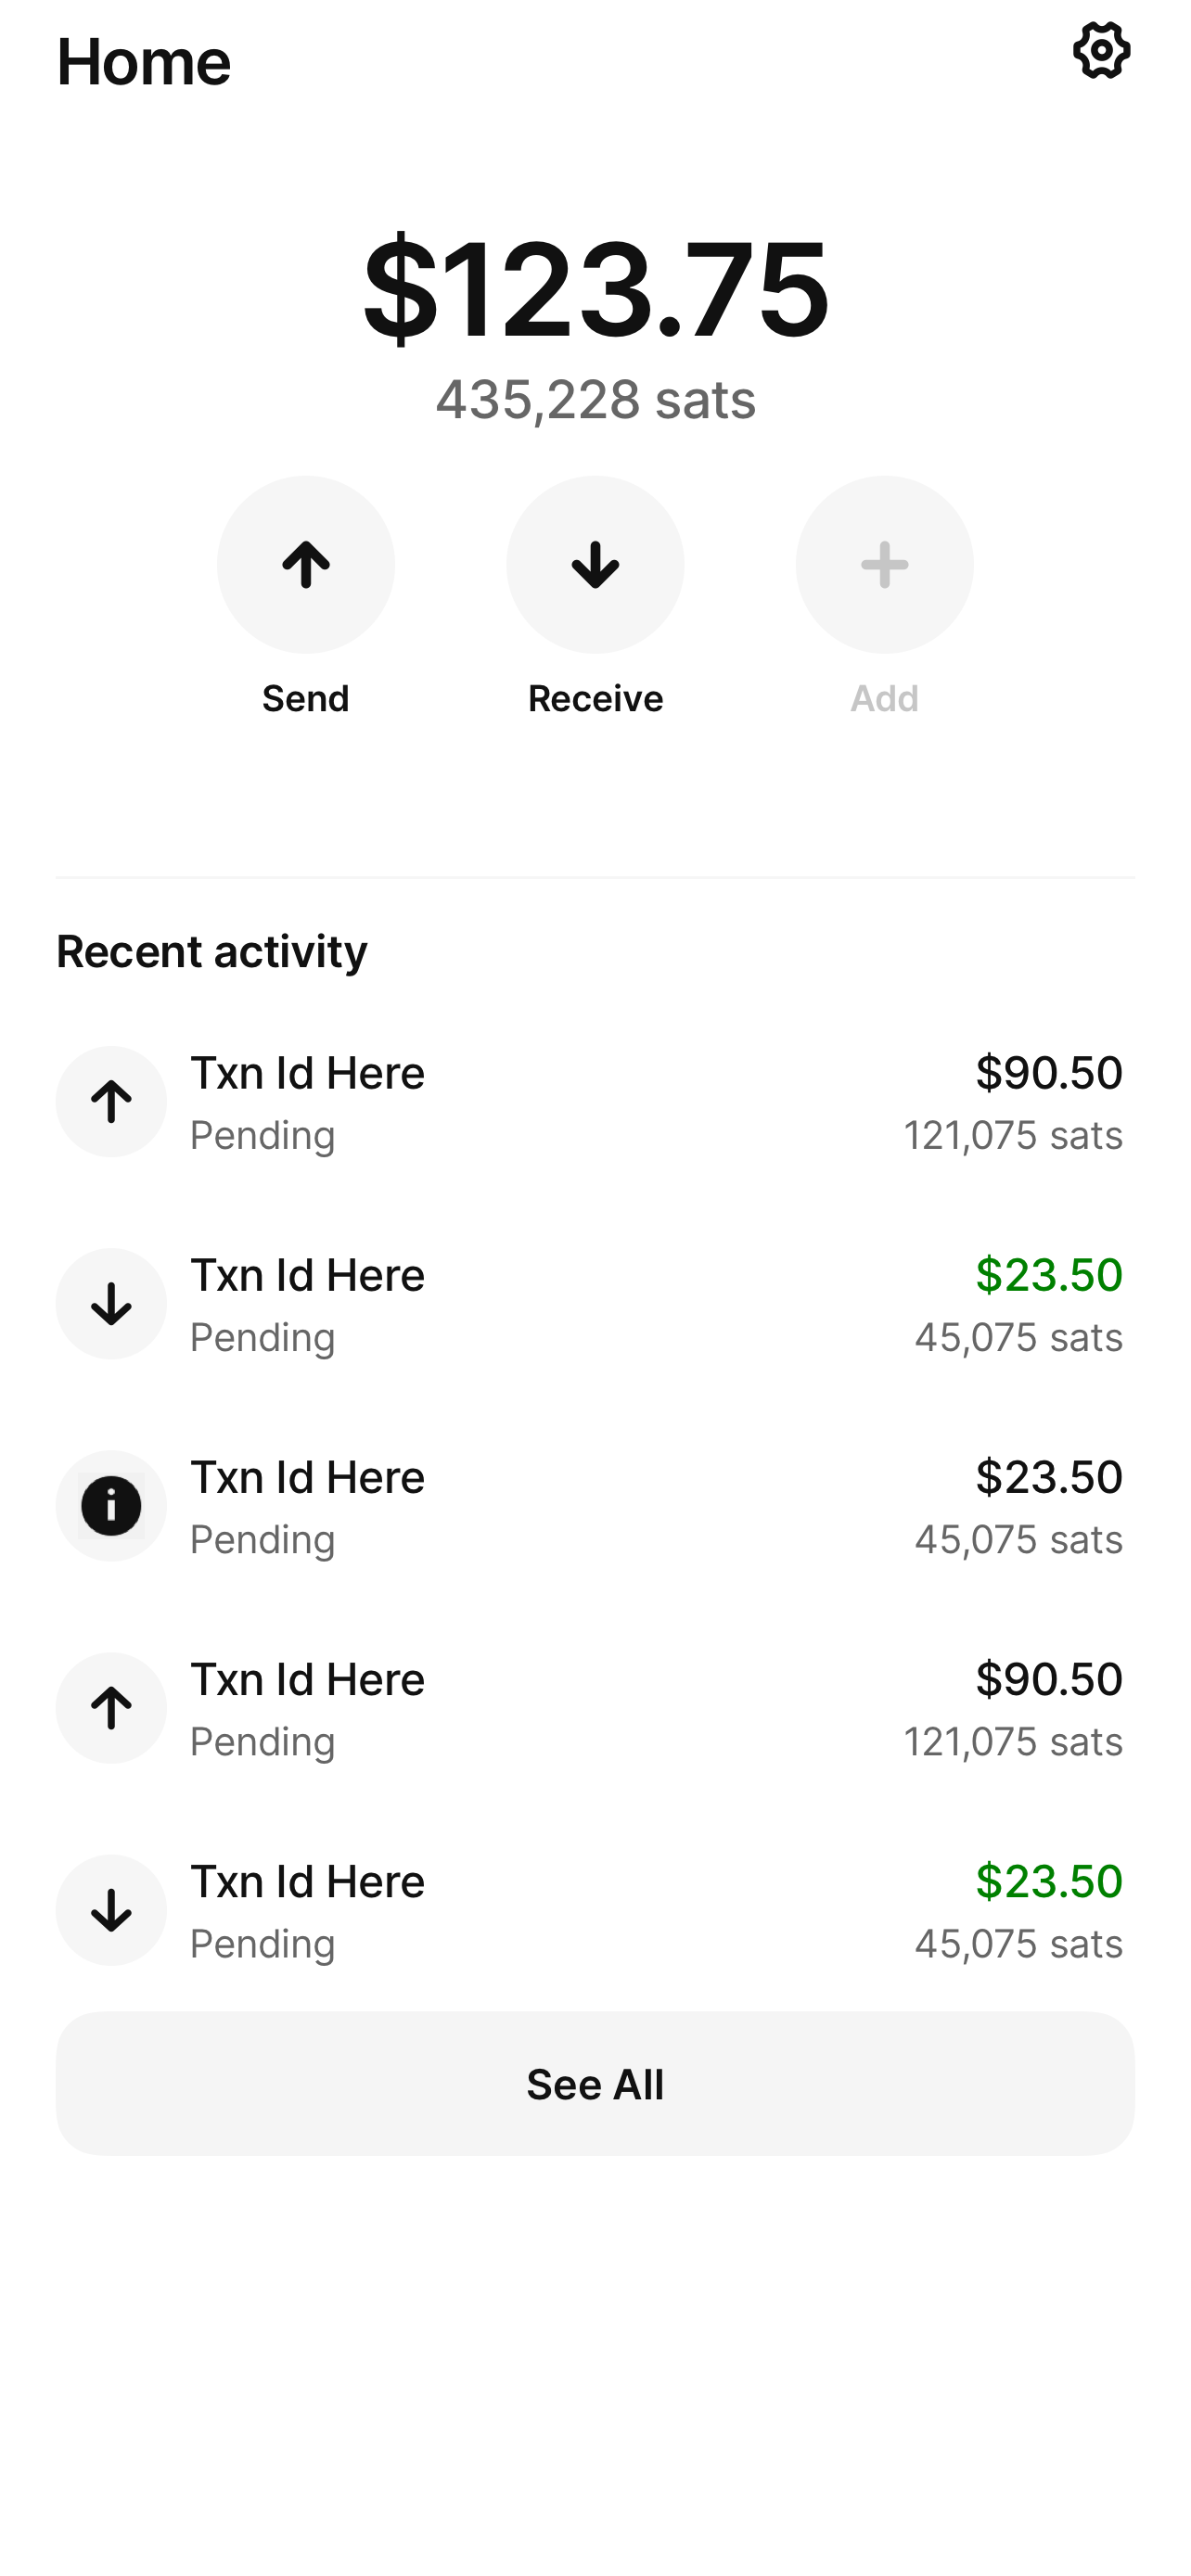 Home
$123.75
435,228 sats
Send Receive Add
Recent activity
Txn Id Here $90.50
Pending 121,075 sats
Txn Id Here $23.50
Pending 45,075 sats
Txn Id Here $23.50
Pending 45,075 sats
Txn Id Here $90.50
Pending 121,075 sats
Txn Id Here $23.50
Pending 45,075 sats
See All